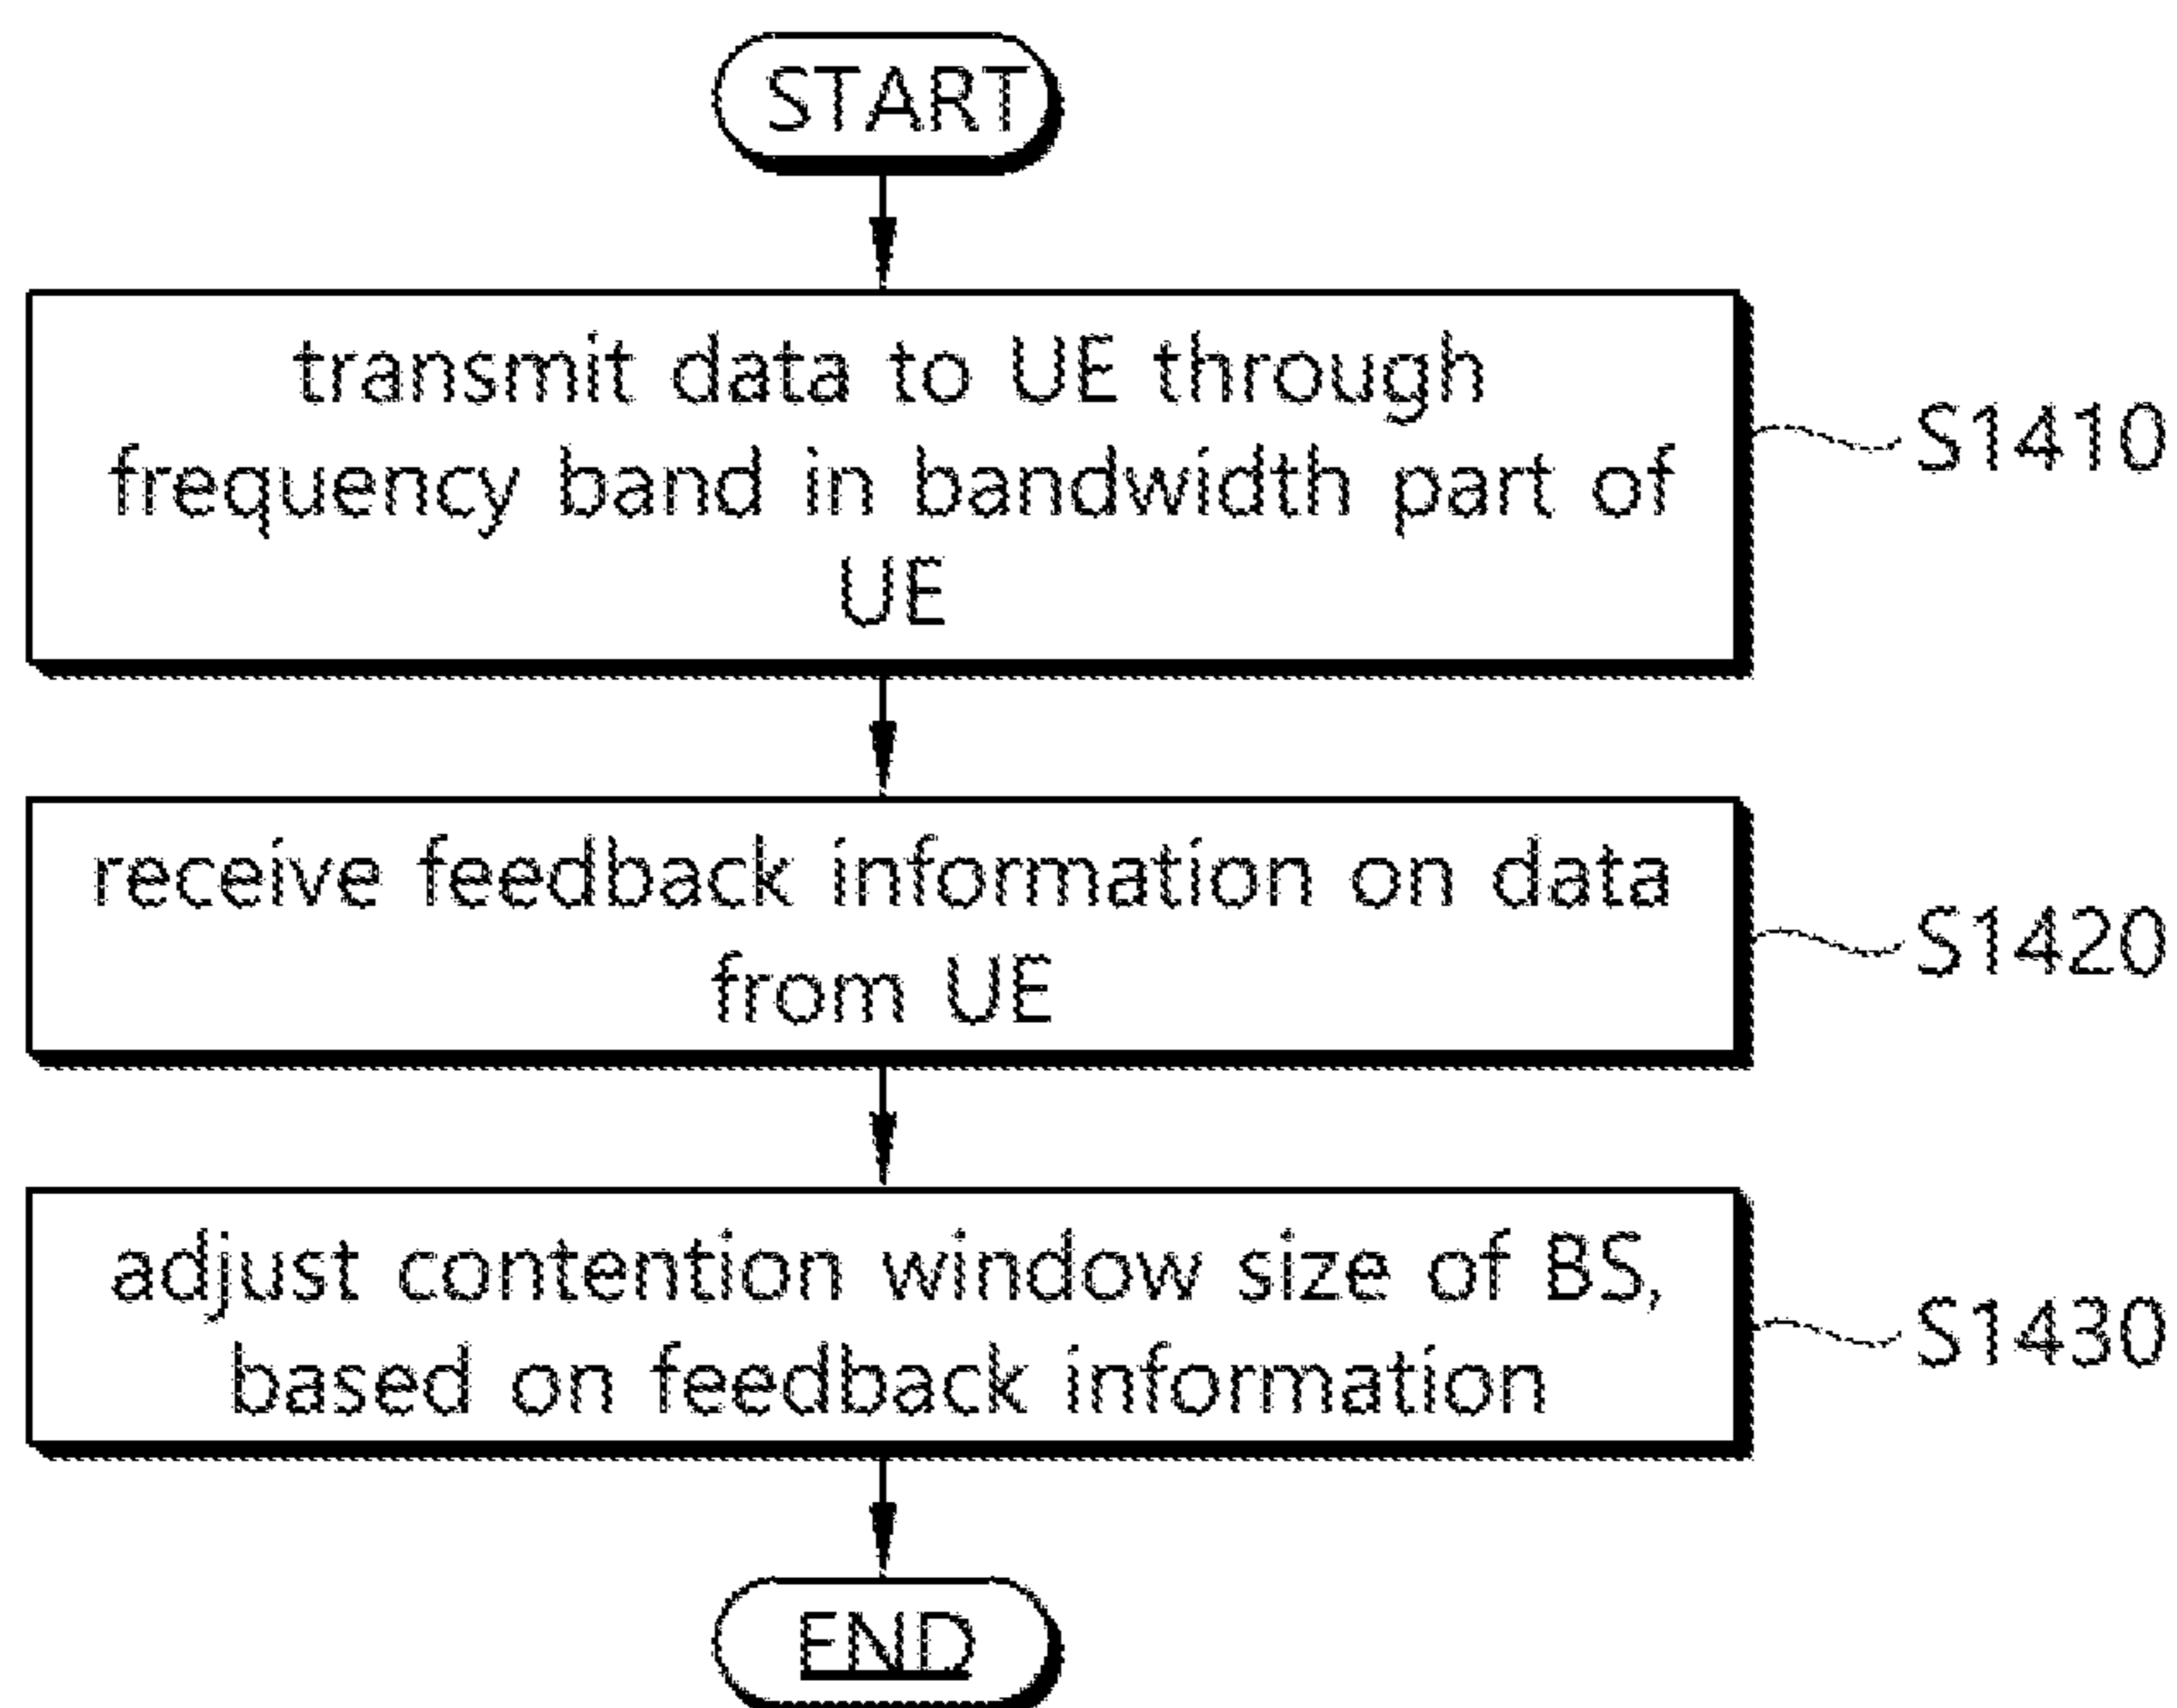 START
transmit data to UE through
frequency band in bandwidth part of
UE
S1410
receive feedback information on data
from UE
S1420
adjust contention window size of BS,
based on feedback information
S1430
END